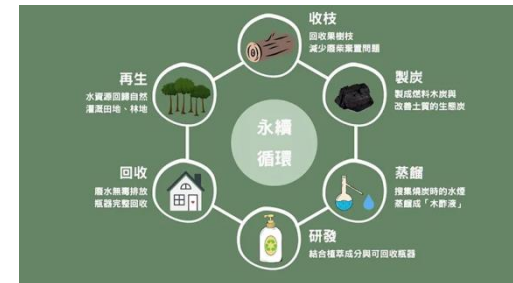 收枝
回收果樹枝
減少廢柴棄置問題
製炭
製成燃料木炭與
改善土質的生態炭
蒸餾
搜集燒炭時的水煙
蒸餾成「木酢液」
研發
結合植萃成分與可回收瓶器
回收
廢水無需排放
瓶器完整回收
再生
水資源回歸自然
灌溉田地、林地
永續
循環